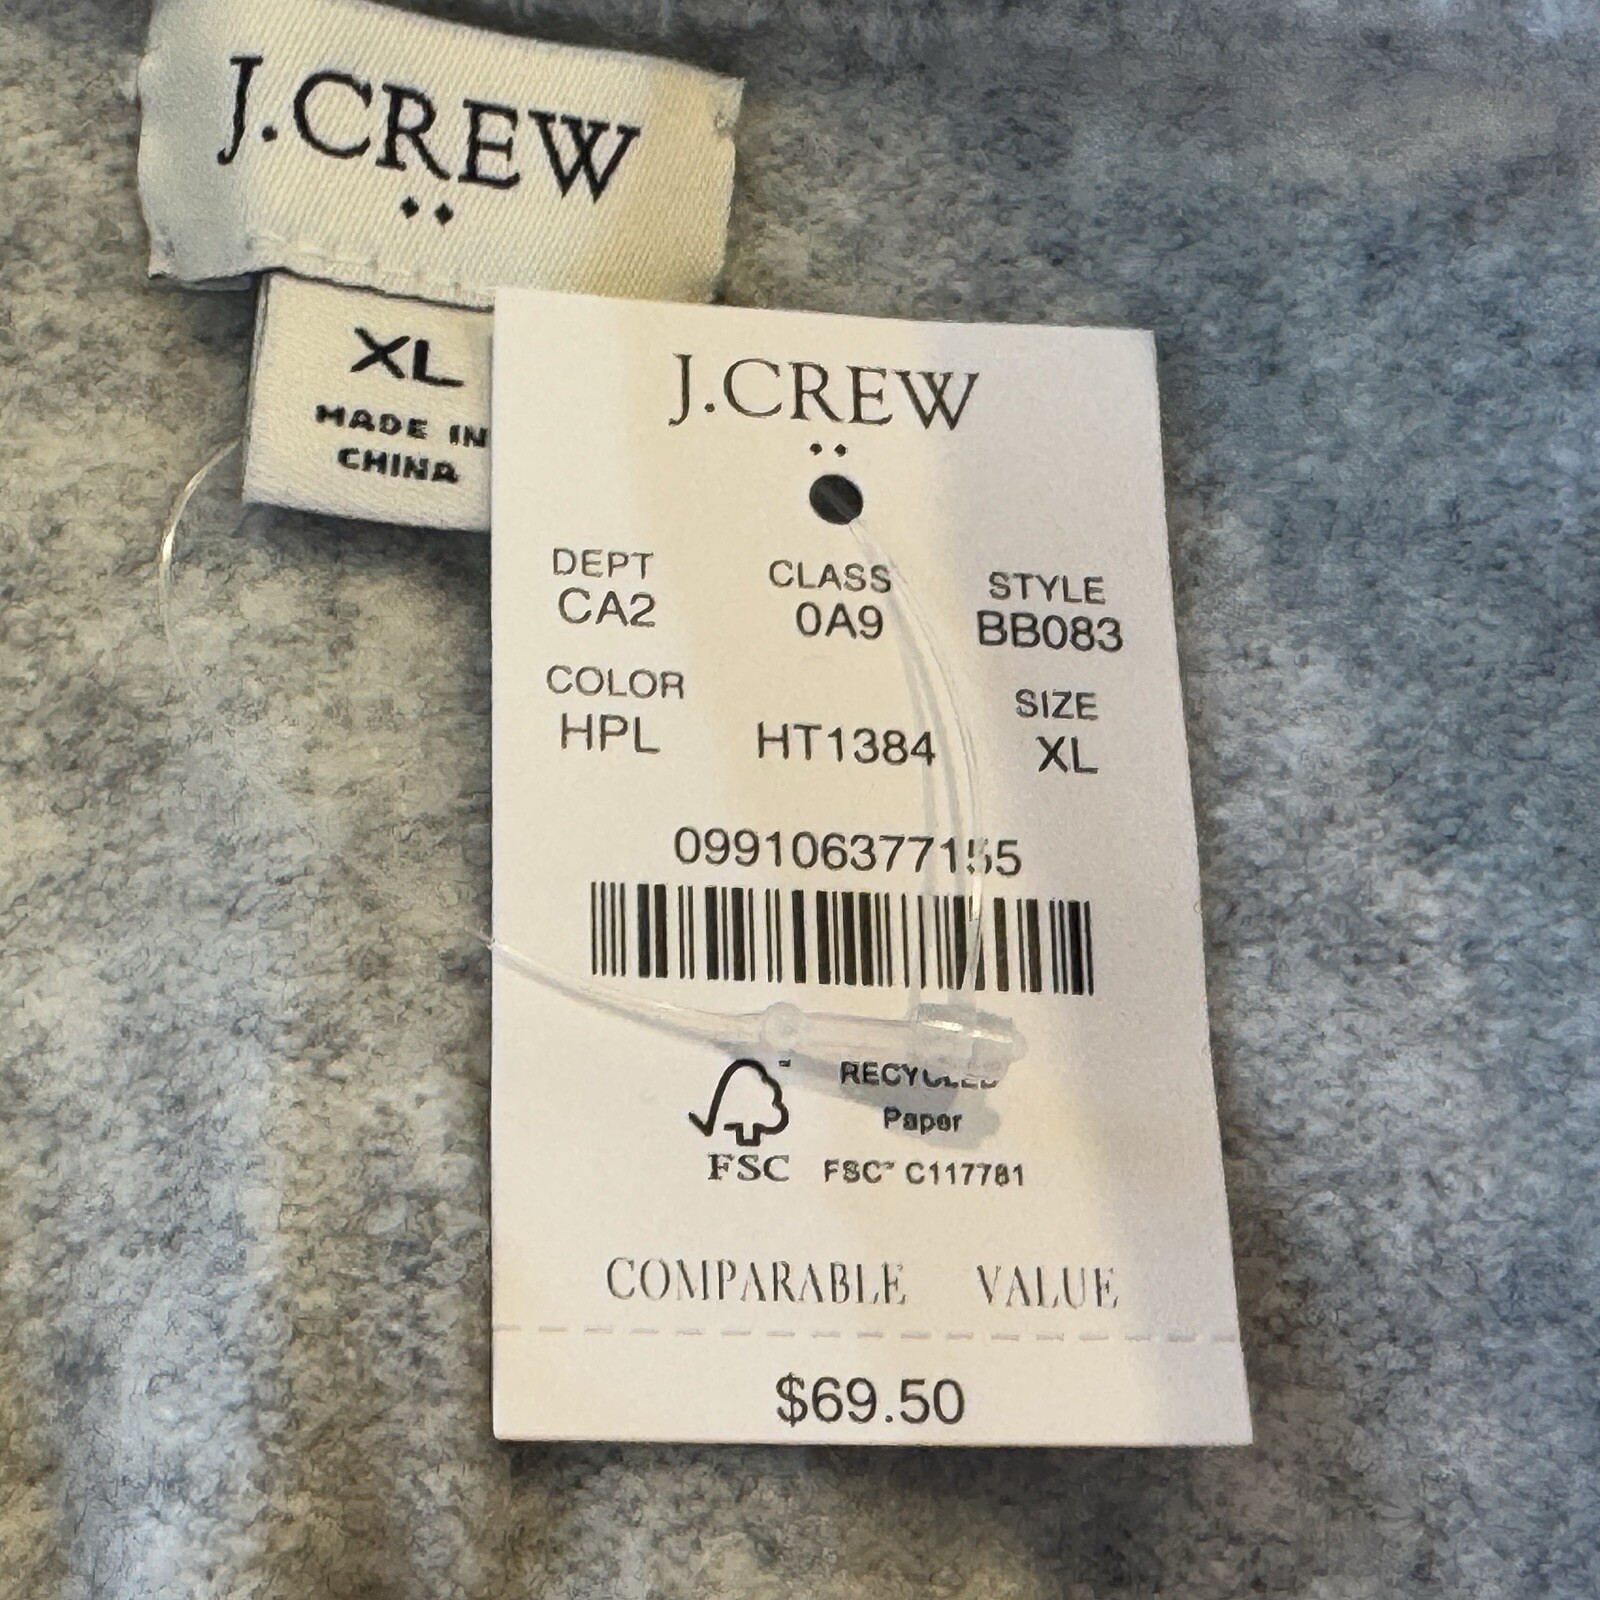 J.CREW
XL
MADE IN
CHINA
J.CREW
DEPT CLASS STYLE
CA2 0A9 BB083
COLOR SIZE
HPL HT1384 XL
099106377155
RECYCLED
Paper
FSC™ C117781
FSC
COMPARABLE VALUE
$69.50